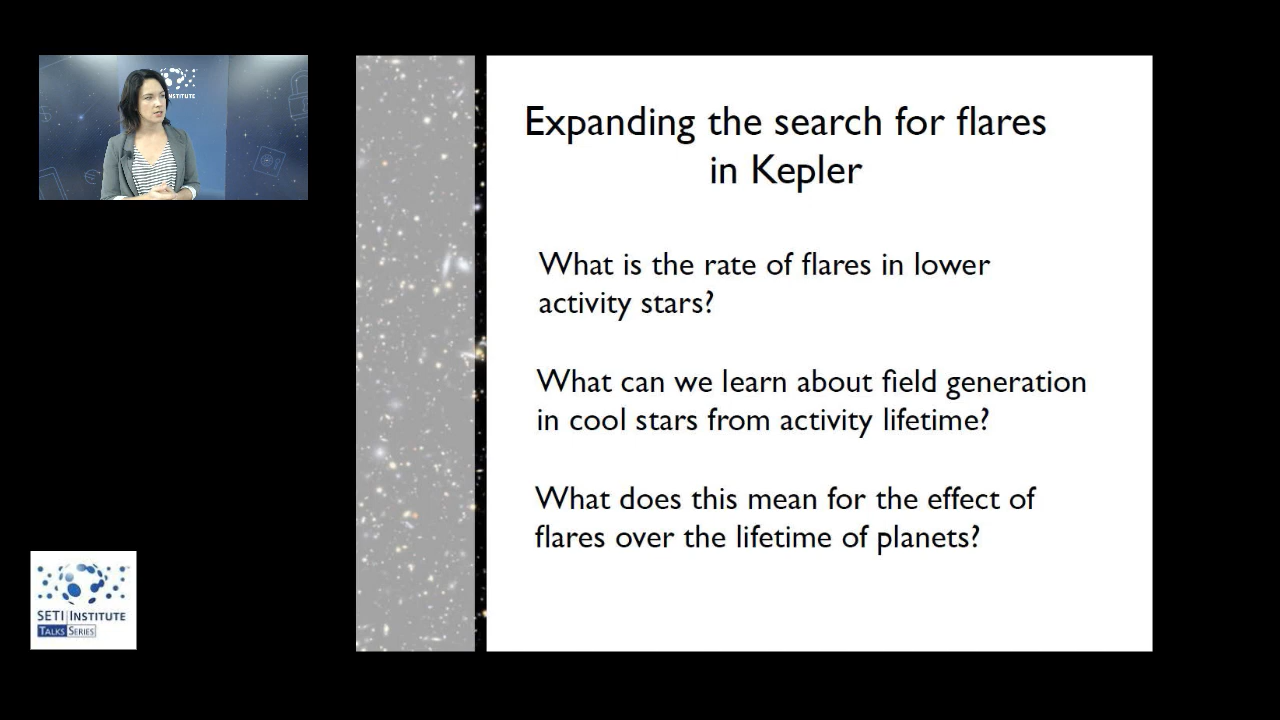 INSTITUTE
Expanding the search for flares
in Kepler
What is the rate of flares in lower
activity stars?
What can we learn about field generation
in cool stars from activity lifetime?
What does this mean for the effect of
flares over the lifetime of planets?
SETI INSTITUTE
TALKS SERIES